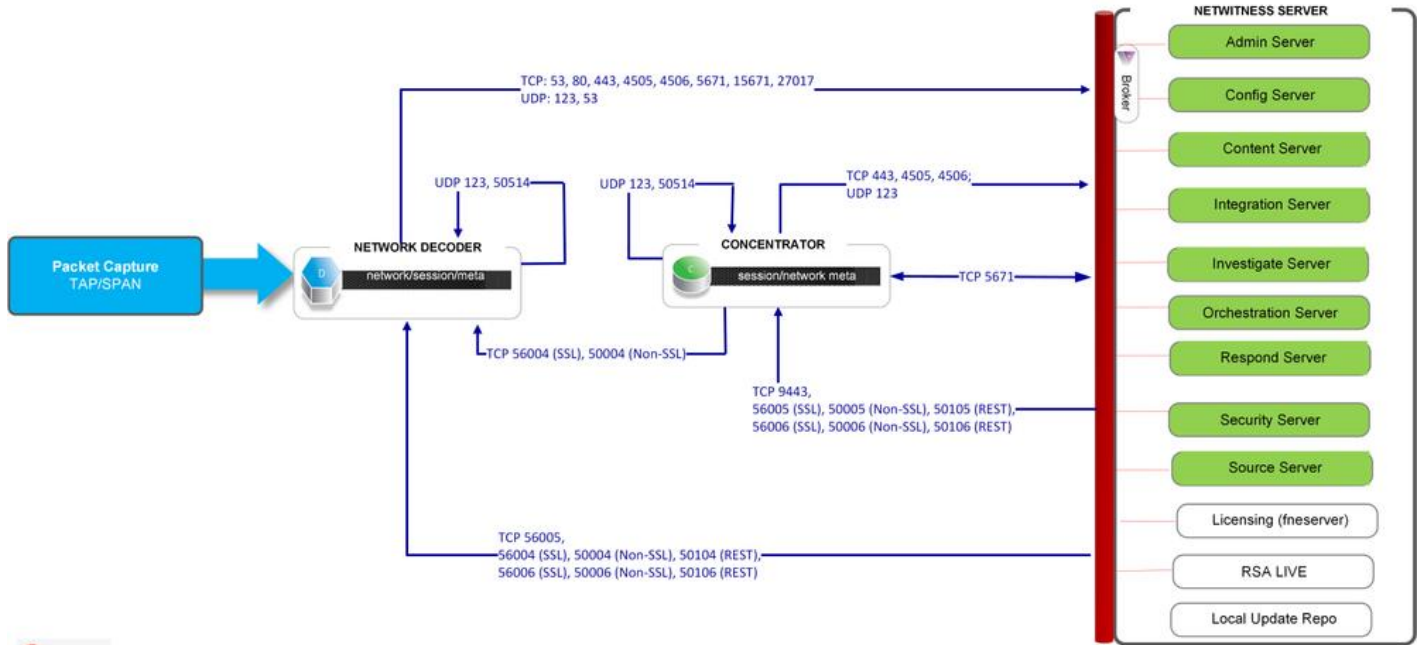 NETWITNESS SERVER
Admin Server
Broker
Config Server
Content Server
Integration Server
Investigate Server
Orchestration Server
Respond Server
Security Server
Source Server
Licensing (fneserver)
RSA LIVE
Local Update Repo
TCP: 53, 80, 443, 4505, 4506, 5671, 15671, 27017
UDP: 123, 53
UDP 123, 50514
UDP 123, 50514
TCP 443, 4505, 4506;
UDP 123
Packet Capture
TAP/SPAN
NETWORK DECODER
D
network/session/meta
CONCENTRATOR
C
session/network meta
TCP 5671
TCP 56004 (SSL), 50004 (Non-SSL)
TCP 9443,
56005 (SSL), 50005 (Non-SSL), 50105 (REST),
56006 (SSL), 50006 (Non-SSL), 50106 (REST)
TCP 56005,
56004 (SSL), 50004 (Non-SSL), 50104 (REST),
56006 (SSL), 50006 (Non-SSL), 50106 (REST)